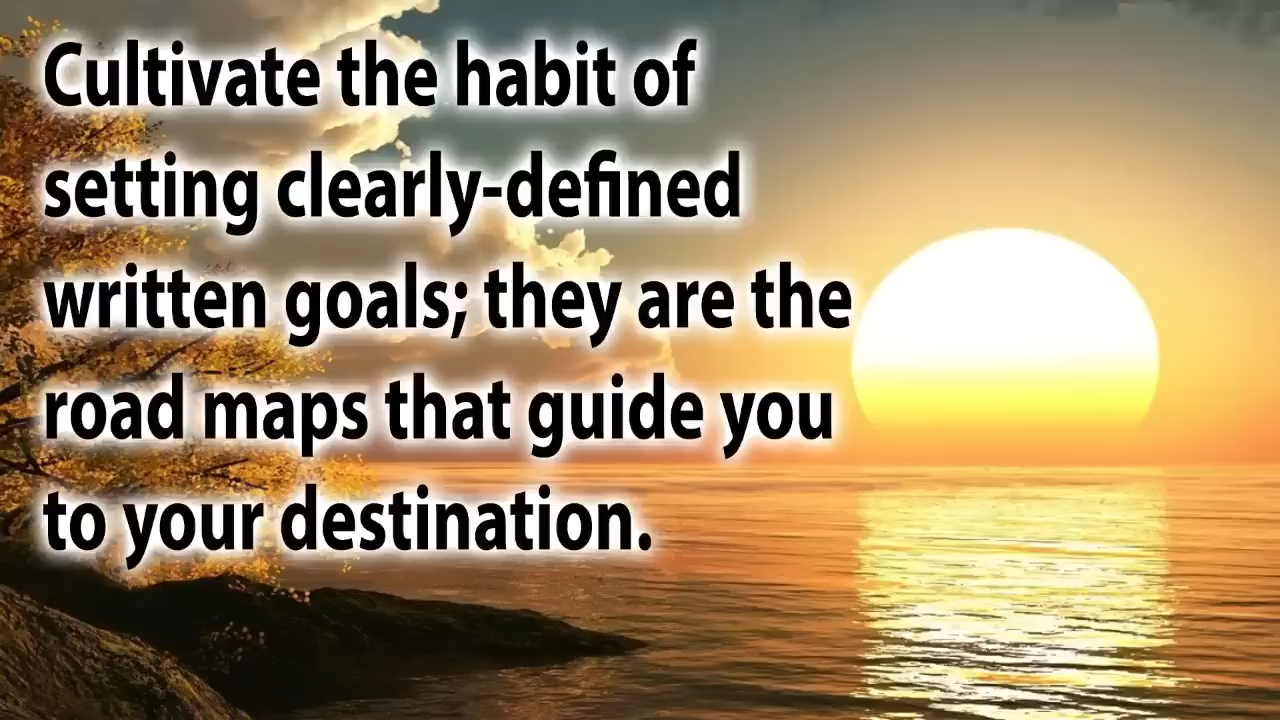 Cultivate the habit of
setting clearly-defined
written goals; they are the
road maps that guide you
to your destination.